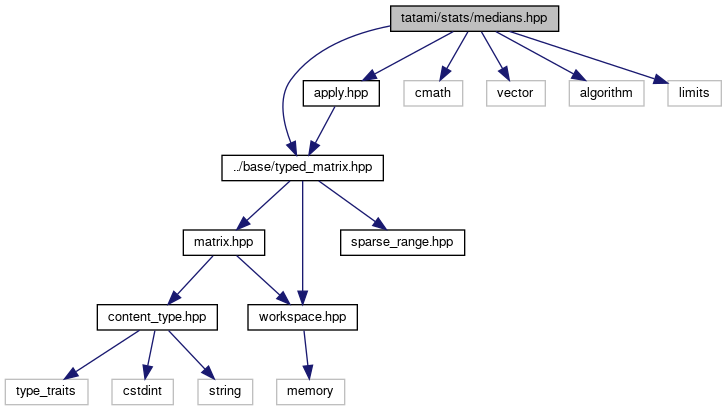 tatami/stats/medians.hpp
apply.hpp
cmath
vector
algorithm
limits
../base/typed_matrix.hpp
matrix.hpp
sparse_range.hpp
content_type.hpp
workspace.hpp
type_traits
cstdint
string
memory